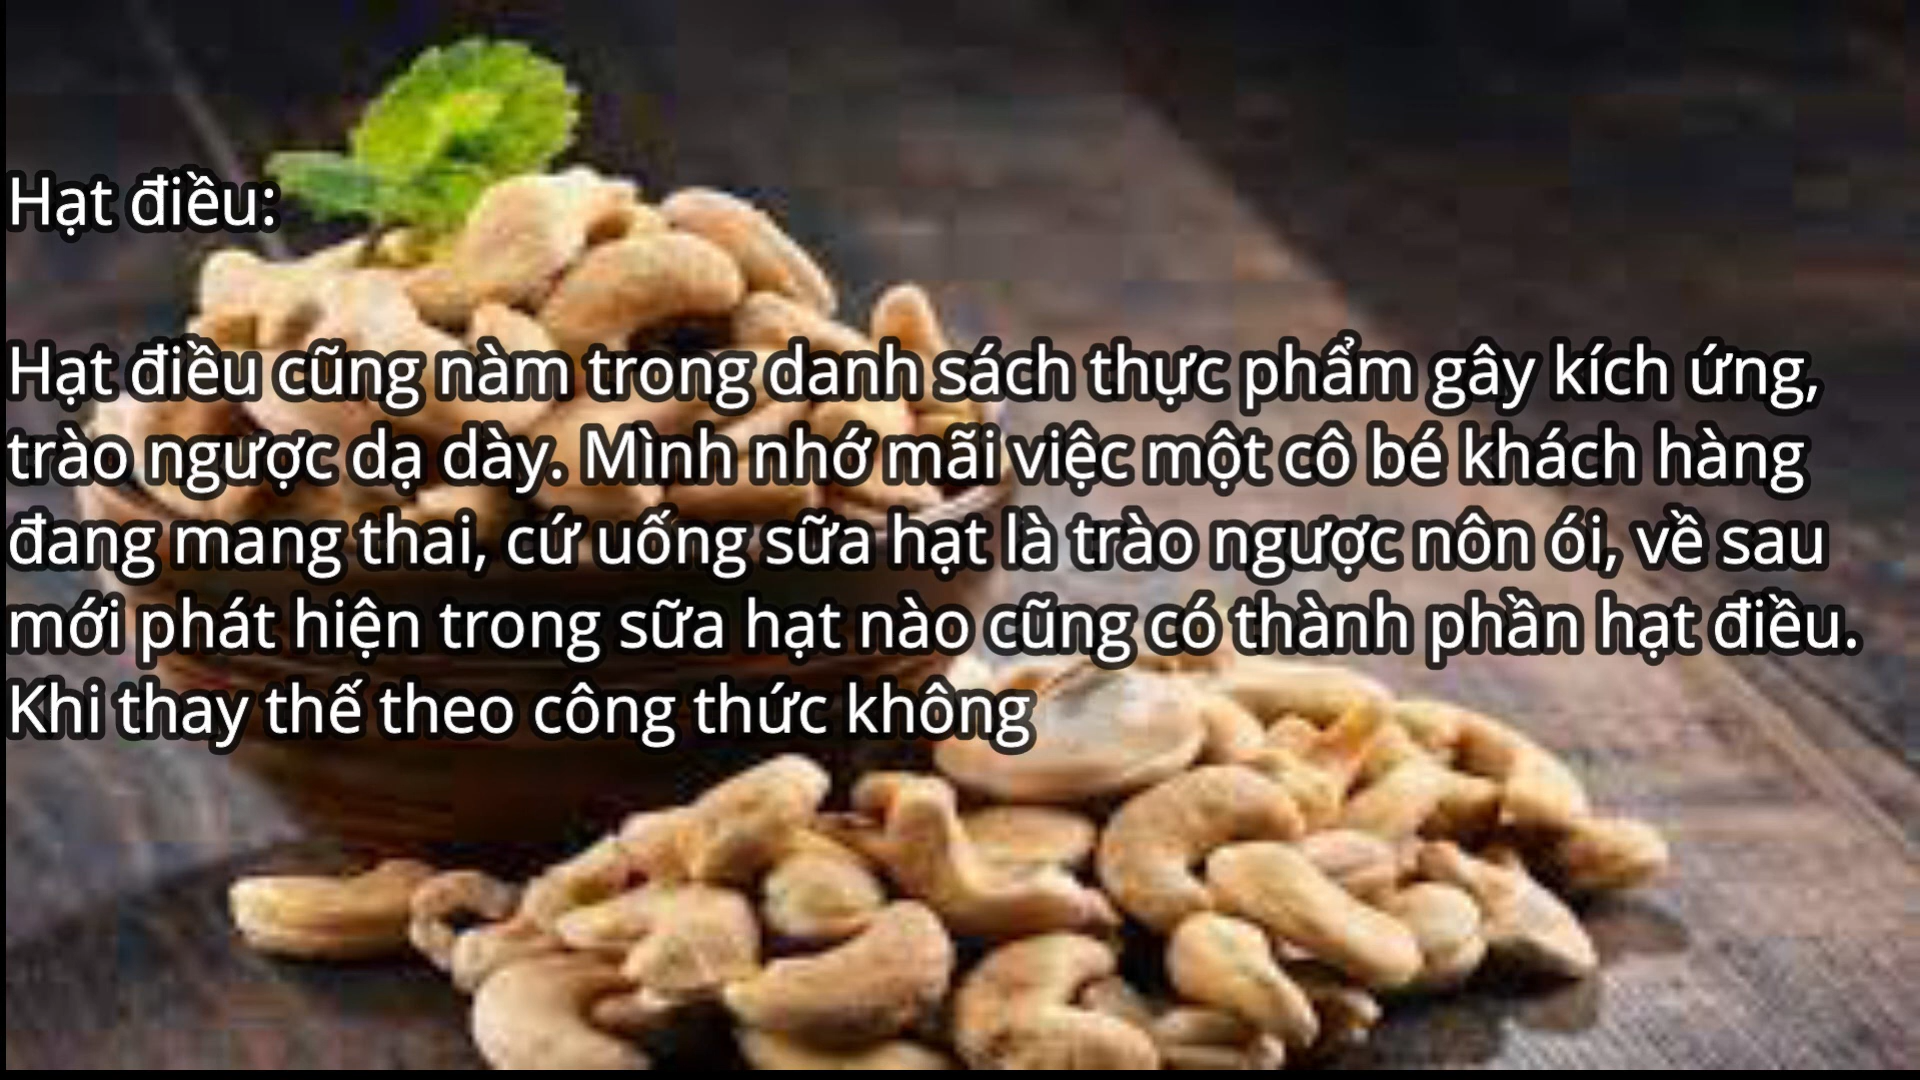 Hạt điều:
Hạt điều cũng nàm trong danh sách thực phẩm gây kích ứng,
trào ngược dạ dày. Mình nhớ mãi việc một cô bé khách hàng
đang mang thai, cứ uống sữa hạt là trào ngược nôn ói, về sau
mới phát hiện trong sữa hạt nào cũng có thành phần hạt điều.
Khi thay thế theo công thức không